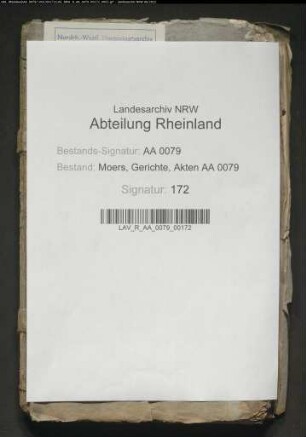 Landesarchiv NRW
Abteilung Rheinland
Bestands-Signatur: AA 0079
Bestand: Moers, Gerichte, Akten AA 0079
Signatur: 172
LAV_R_AA_0079_00172